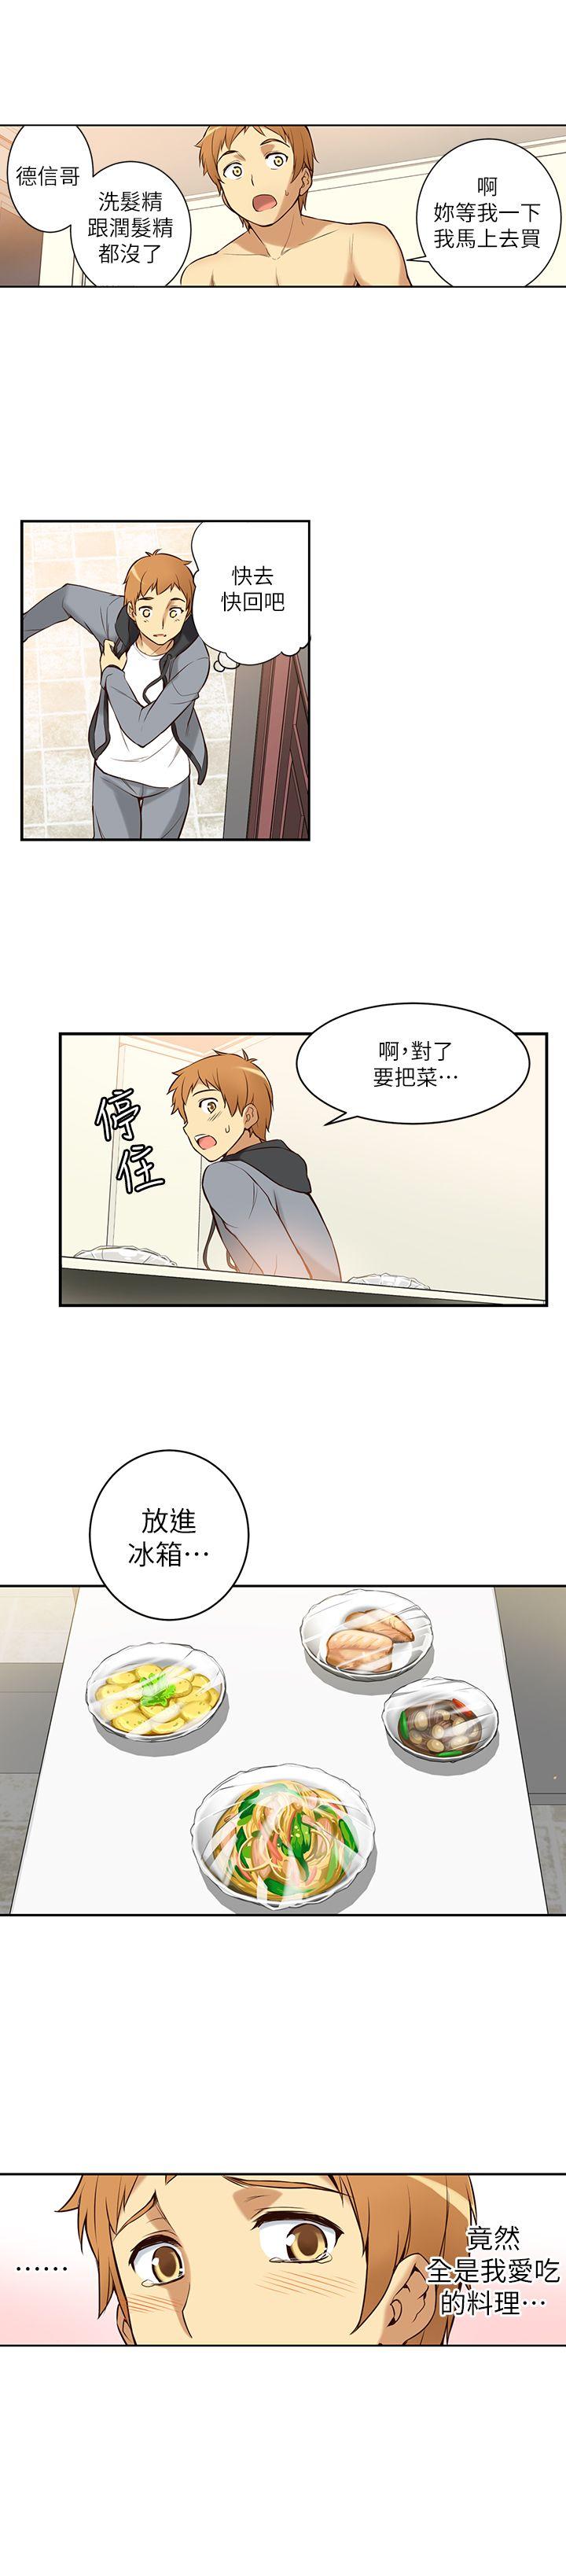 德信哥
洗髮精
跟潤髮精
都沒了
啊
妳等我一下
我馬上去買
快去
快回吧
啊，對了
要把菜…
停住
放進
冰箱…
……
竟然
全是我愛吃
的料理…